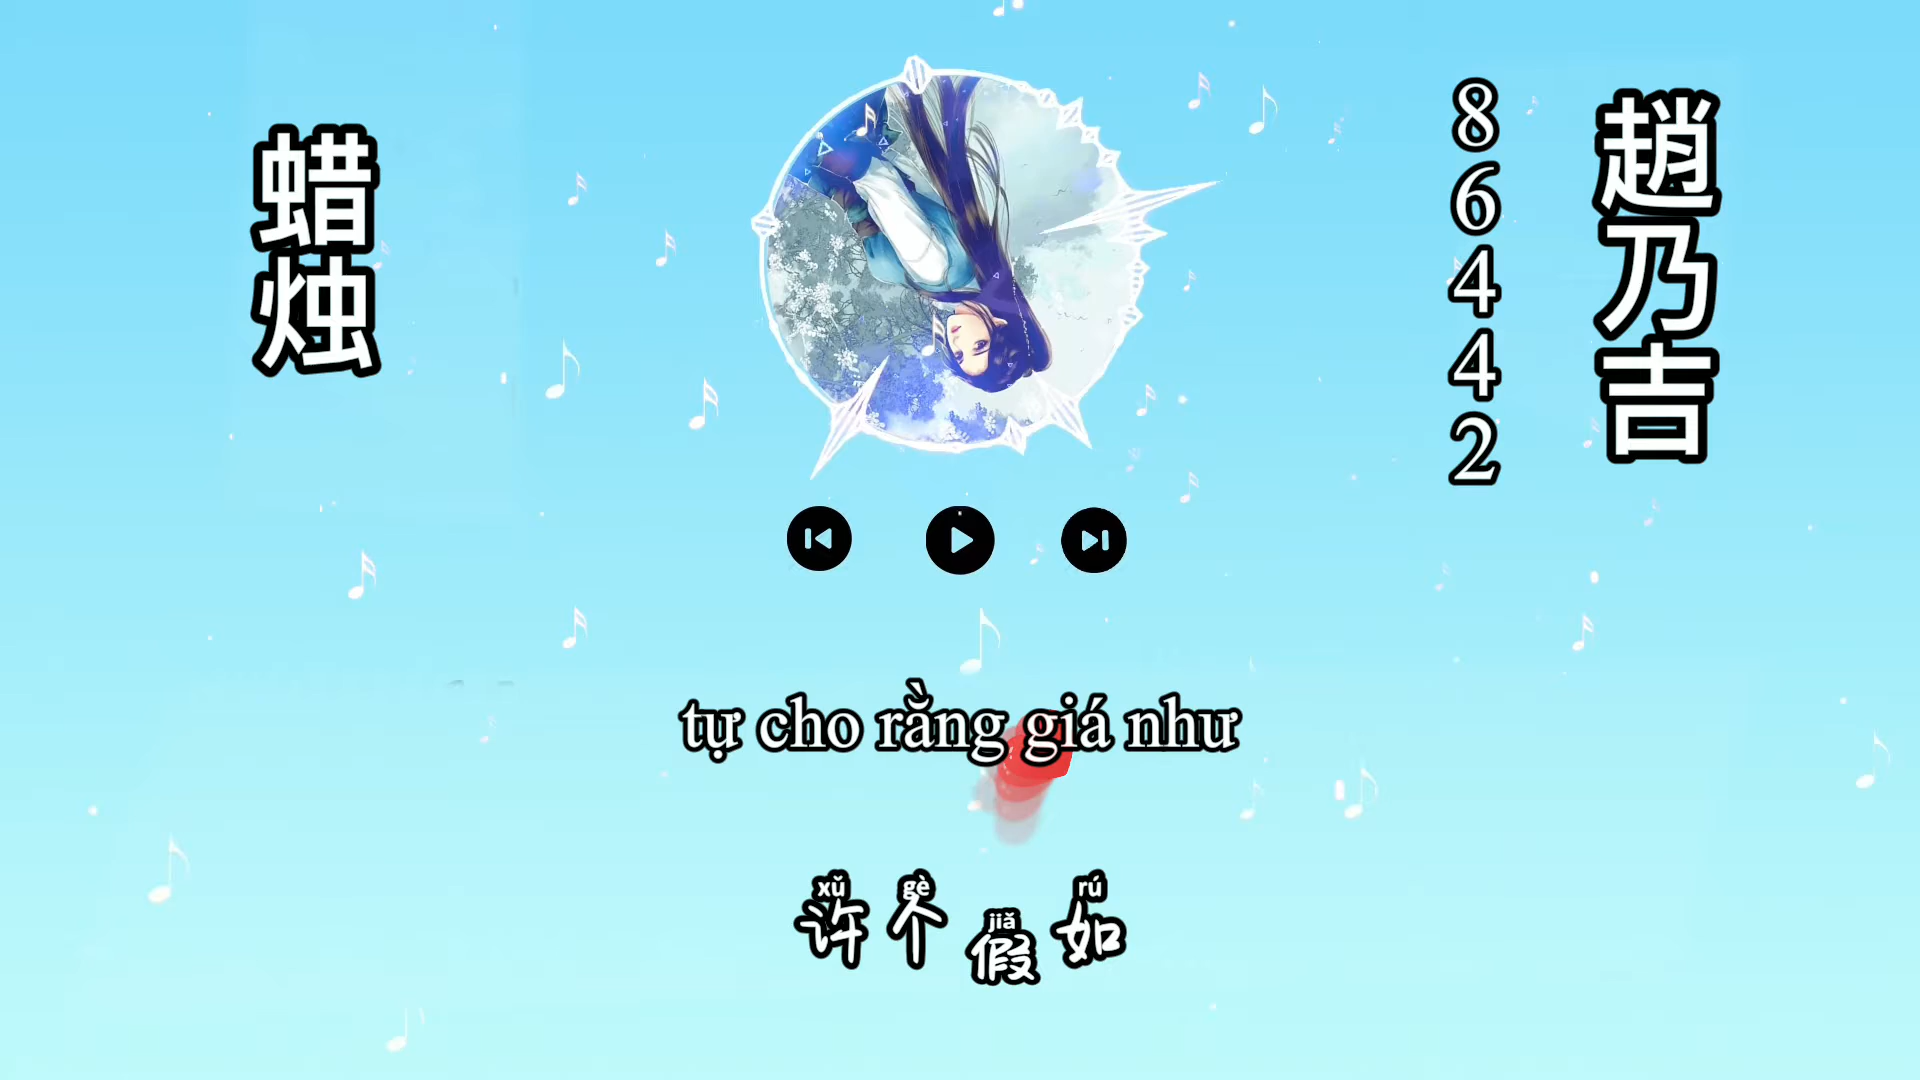 蜡烛
趙乃吉
86442
tự cho rằng giá như
xǔ gè jiǎ rú
许个假如